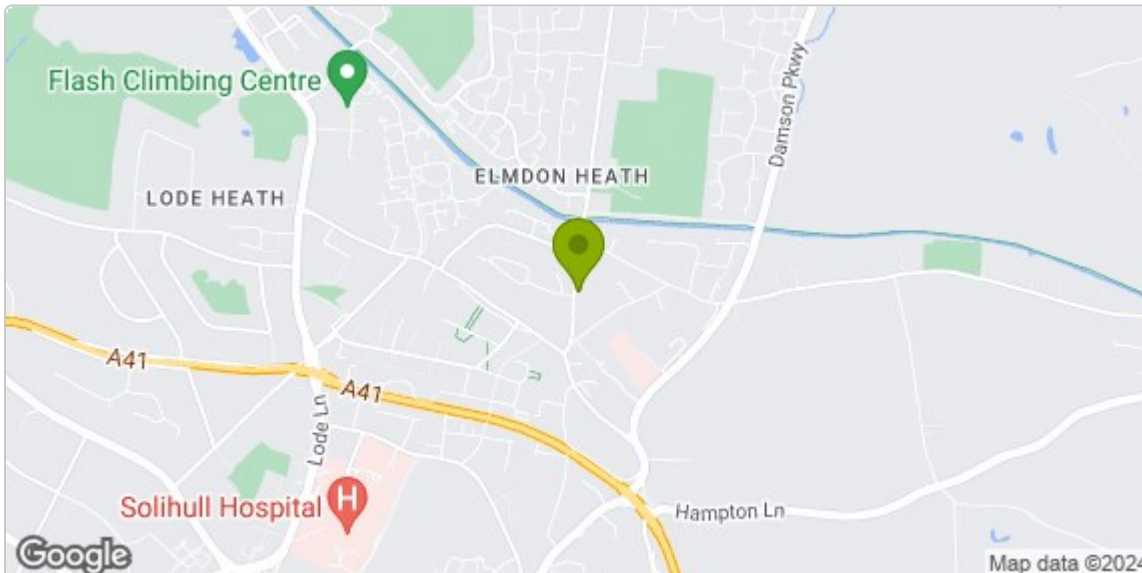 Flash Climbing Centre
Damson Pkwy
ELMDON HEATH
LODE HEATH
A41
A41
Lode Ln
Solihull Hospital
H
Hampton Ln
Google
Map data ©2024